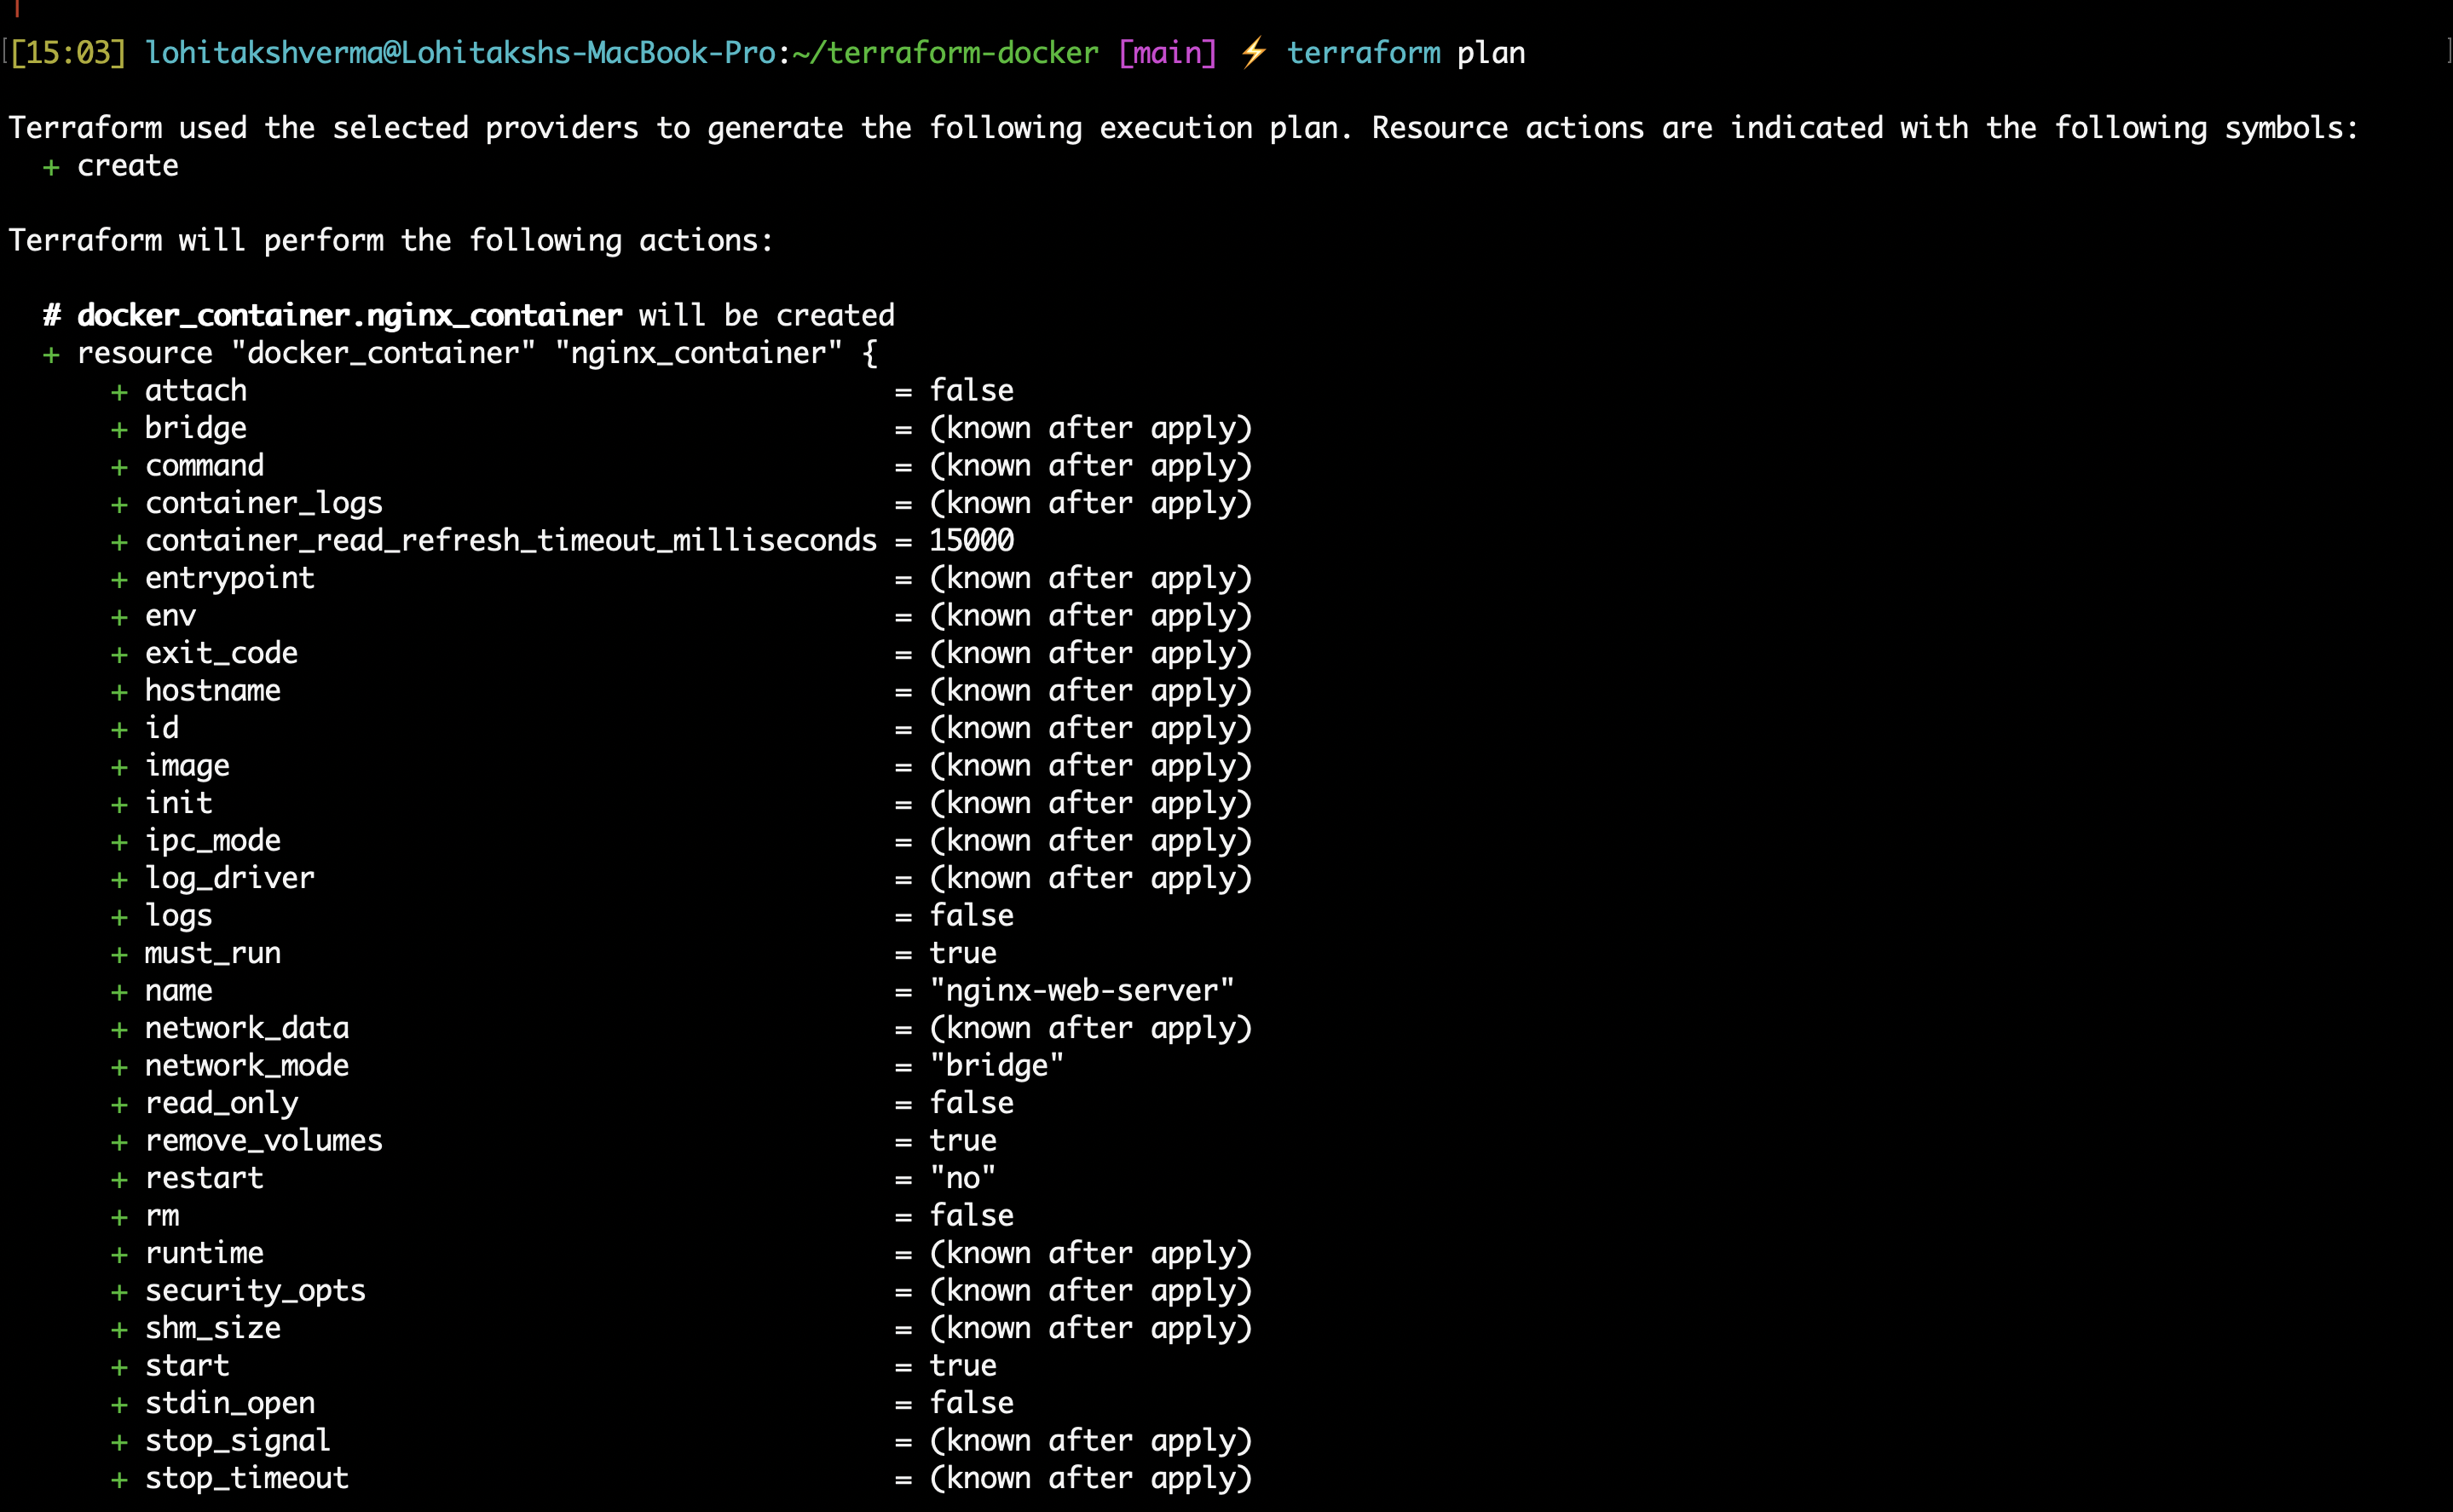 [15:03] lohitakshverma@Lohitakshs-MacBook-Pro:~/terraform-docker [main] ⚡ terraform plan
Terraform used the selected providers to generate the following execution plan. Resource actions are indicated with the following symbols:
+ create
Terraform will perform the following actions:
# docker_container.nginx_container will be created
+ resource "docker_container" "nginx_container" {
+ attach = false
+ bridge = (known after apply)
+ command = (known after apply)
+ container_logs = (known after apply)
+ container_read_refresh_timeout_milliseconds = 15000
+ entrypoint = (known after apply)
+ env = (known after apply)
+ exit_code = (known after apply)
+ hostname = (known after apply)
+ id = (known after apply)
+ image = (known after apply)
+ init = (known after apply)
+ ipc_mode = (known after apply)
+ log_driver = (known after apply)
+ logs = false
+ must_run = true
+ name = "nginx-web-server"
+ network_data = (known after apply)
+ network_mode = "bridge"
+ read_only = false
+ remove_volumes = true
+ restart = "no"
+ rm = false
+ runtime = (known after apply)
+ security_opts = (known after apply)
+ shm_size = (known after apply)
+ start = true
+ stdin_open = false
+ stop_signal = (known after apply)
+ stop_timeout = (known after apply)